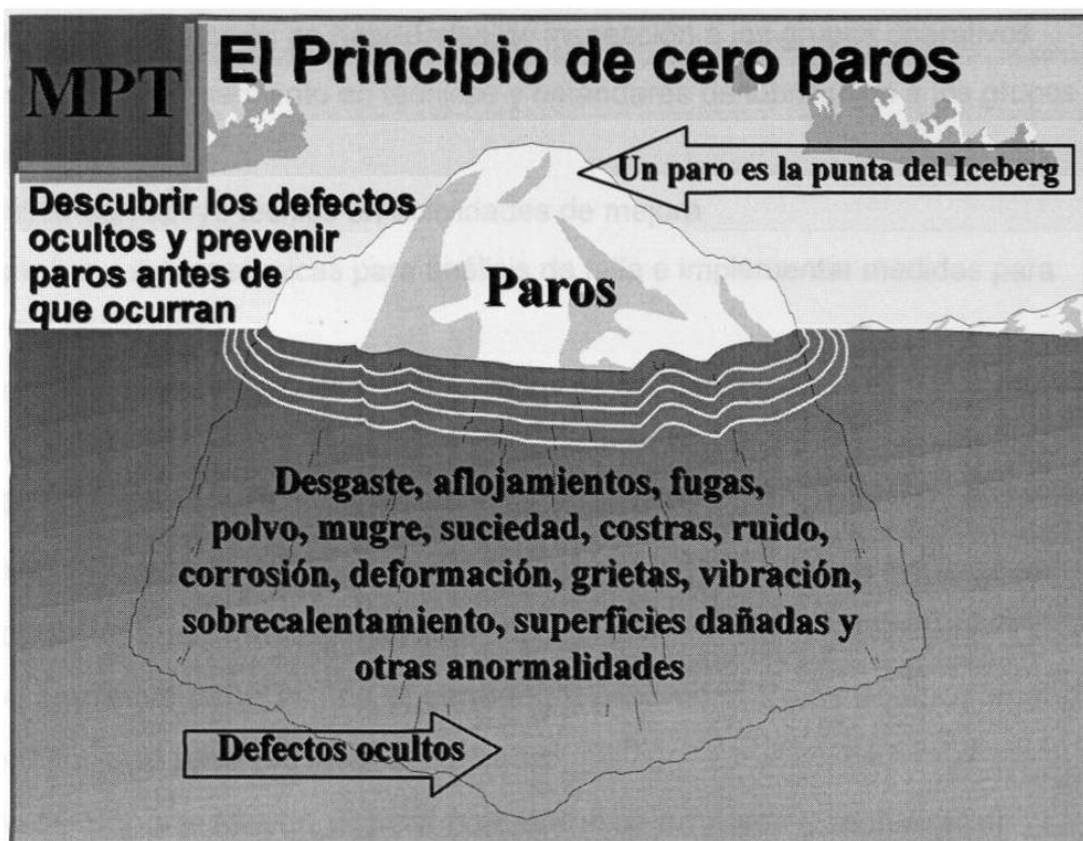 MPT
El Principio de cero paros
Un paro es la punta del Iceberg
Descubrir los defectos
ocultos y prevenir
paros antes de
que ocurran
Paros
Desgaste, aflojamientos, fugas,
polvo, mugre, suciedad, costras, ruido,
corrosión, deformación, grietas, vibración,
sobrecalentamiento, superficies dañadas y
otras anormalidades
Defectos ocultos